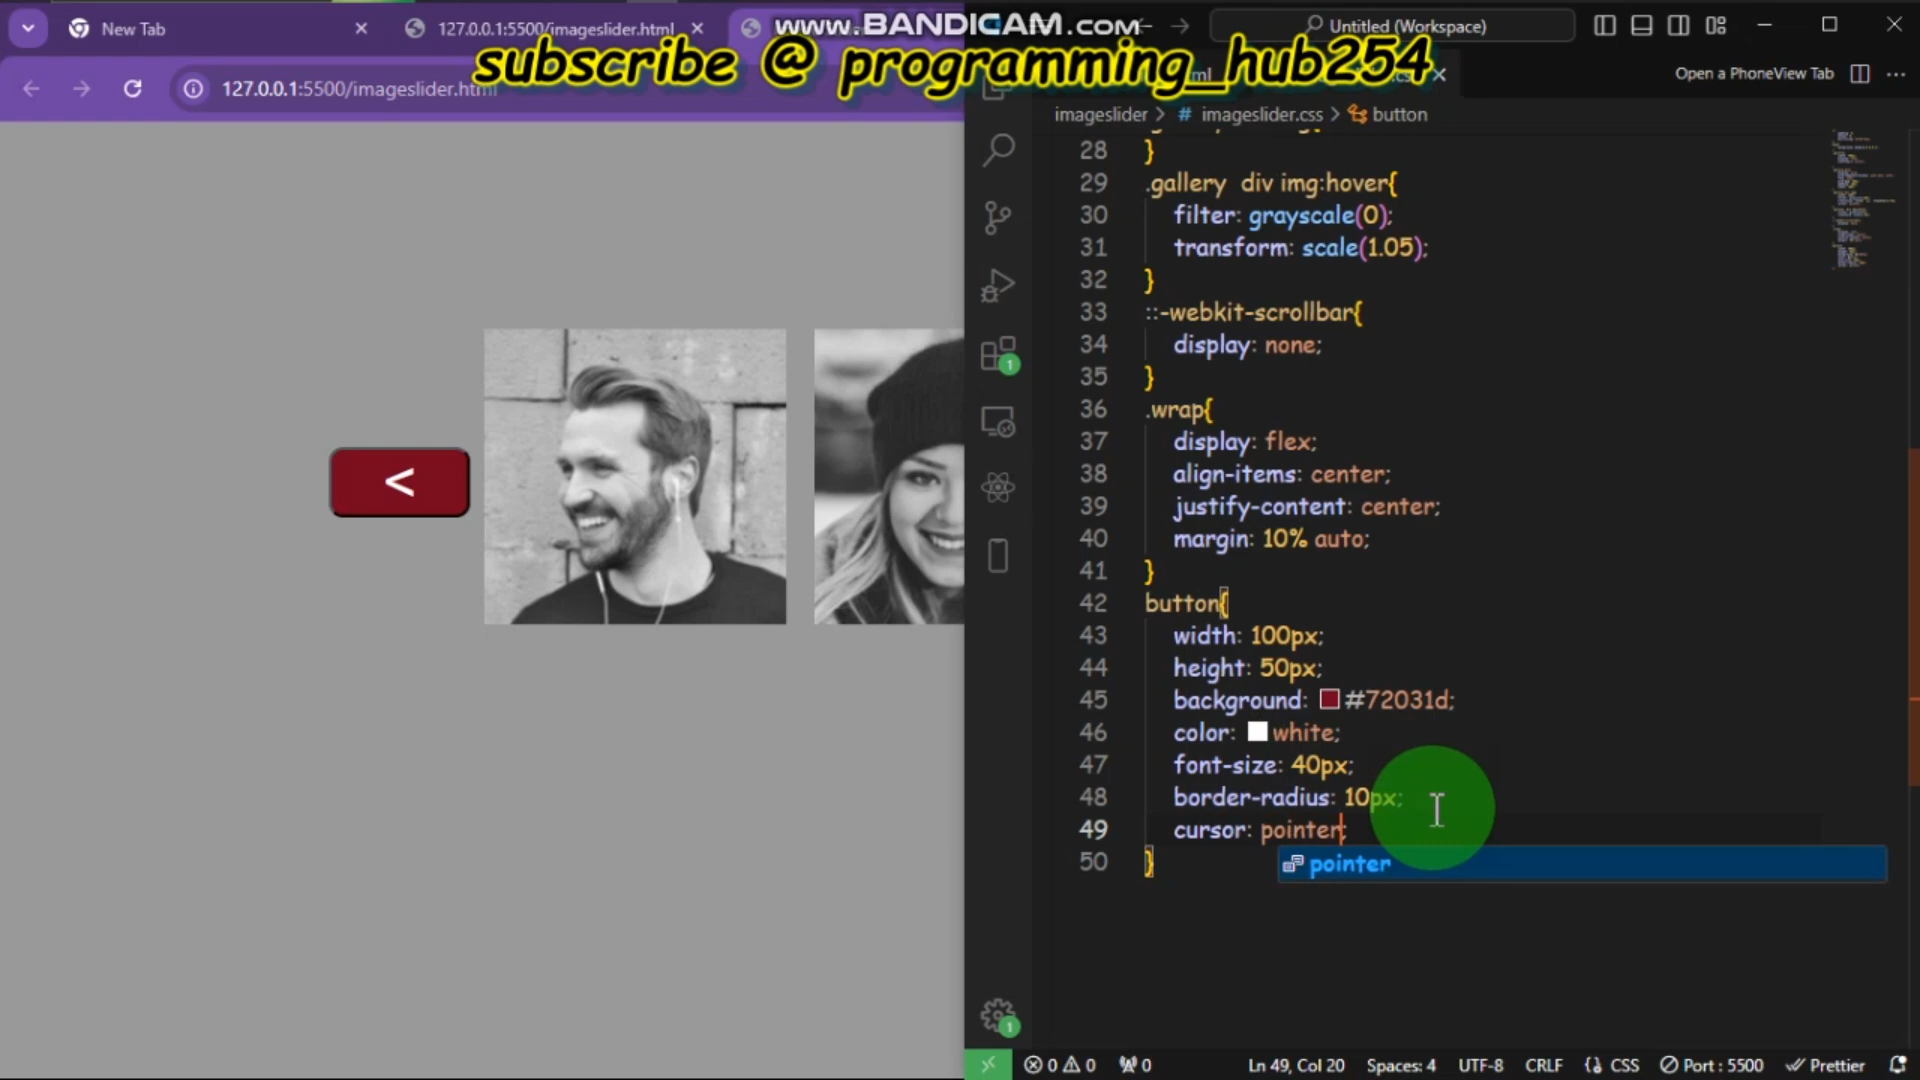 New Tab
127.0.0.1:5500/imageslider.html
www.BANDICAM.com
Untitled (Workspace)
subscribe @ programming_hub254
Open a PhoneView Tab
127.0.0.1:5500/imageslider.html
imageslider > # imageslider.css > button
28 }
29 .gallery div img:hover{
30 filter: grayscale(0);
31 transform: scale(1.05);
32 }
33 ::-webkit-scrollbar{
34 display: none;
35 }
36 .wrap{
37 display: flex;
38 align-items: center;
39 justify-content: center;
40 margin: 10% auto;
41 }
42 button{
43 width: 100px;
44 height: 50px;
45 background: #72031d;
46 color: white;
47 font-size: 40px;
48 border-radius: 10px;
49 cursor: pointer;
50 }
pointer
<
1
1
0 0 0
Ln 49, Col 20
Spaces: 4
UTF-8
CRLF
{} CSS
Port : 5500
Prettier